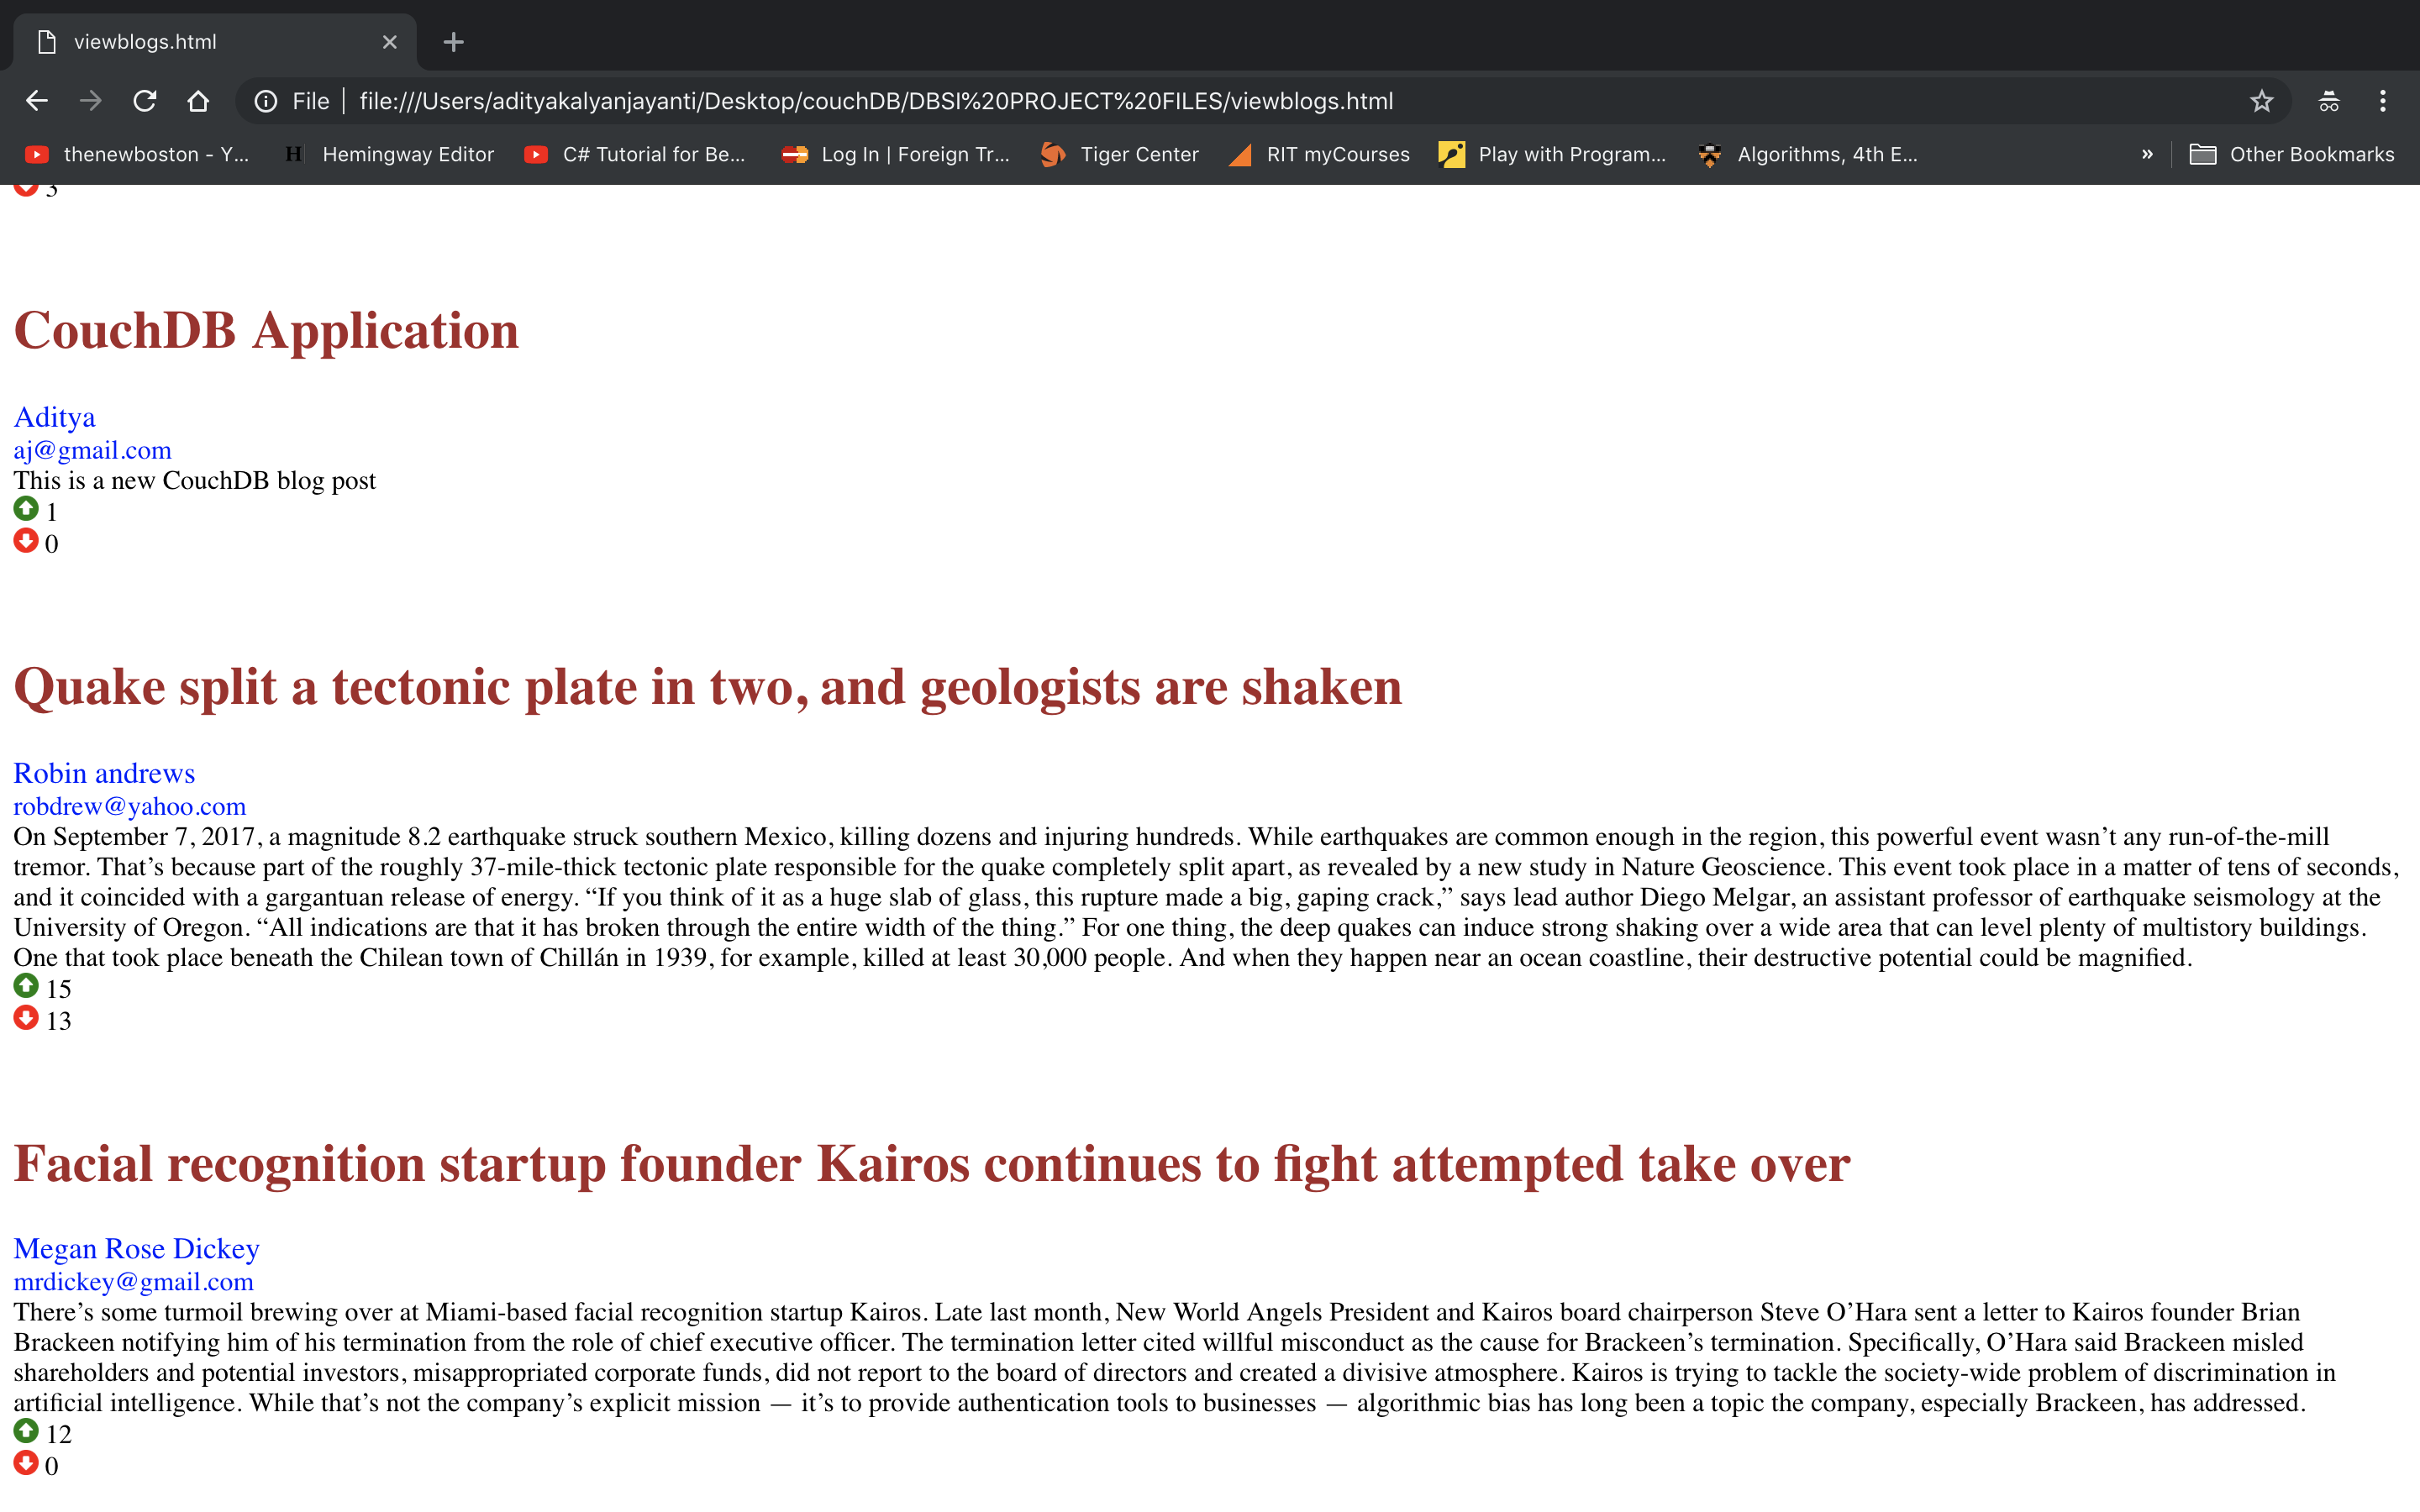 viewblogs.html
File | file:///Users/adityakalyanjayanti/Desktop/couchDB/DBSI%20PROJECT%20FILES/viewblogs.html
thenewboston - Y... H Hemingway Editor C# Tutorial for Be... Log In | Foreign Tr... Tiger Center RIT myCourses Play with Program... Algorithms, 4th E... » Other Bookmarks
3
CouchDB Application
Aditya
aj@gmail.com
This is a new CouchDB blog post
1
0
Quake split a tectonic plate in two, and geologists are shaken
Robin andrews
robdrew@yahoo.com
On September 7, 2017, a magnitude 8.2 earthquake struck southern Mexico, killing dozens and injuring hundreds. While earthquakes are common enough in the region, this powerful event wasn’t any run-of-the-mill
tremor. That’s because part of the roughly 37-mile-thick tectonic plate responsible for the quake completely split apart, as revealed by a new study in Nature Geoscience. This event took place in a matter of tens of seconds,
and it coincided with a gargantuan release of energy. “If you think of it as a huge slab of glass, this rupture made a big, gaping crack,” says lead author Diego Melgar, an assistant professor of earthquake seismology at the
University of Oregon. “All indications are that it has broken through the entire width of the thing.” For one thing, the deep quakes can induce strong shaking over a wide area that can level plenty of multistory buildings.
One that took place beneath the Chilean town of Chillán in 1939, for example, killed at least 30,000 people. And when they happen near an ocean coastline, their destructive potential could be magnified.
15
13
Facial recognition startup founder Kairos continues to fight attempted take over
Megan Rose Dickey
mrdickey@gmail.com
There’s some turmoil brewing over at Miami-based facial recognition startup Kairos. Late last month, New World Angels President and Kairos board chairperson Steve O’Hara sent a letter to Kairos founder Brian
Brackeen notifying him of his termination from the role of chief executive officer. The termination letter cited willful misconduct as the cause for Brackeen’s termination. Specifically, O’Hara said Brackeen misled
shareholders and potential investors, misappropriated corporate funds, did not report to the board of directors and created a divisive atmosphere. Kairos is trying to tackle the society-wide problem of discrimination in
artificial intelligence. While that’s not the company’s explicit mission — it’s to provide authentication tools to businesses — algorithmic bias has long been a topic the company, especially Brackeen, has addressed.
12
0